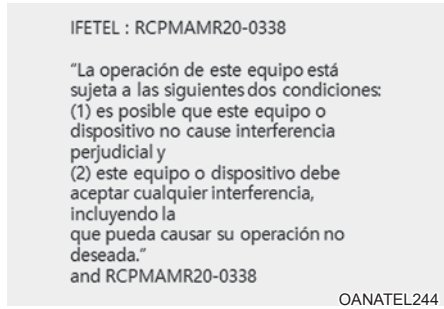 IFETEL : RCPMAMR20-0338
“La operación de este equipo está
sujeta a las siguientes dos condiciones:
(1) es posible que este equipo o
dispositivo no cause interferencia
perjudicial y
(2) este equipo o dispositivo debe
aceptar cualquier interferencia,
incluyendo la
que pueda causar su operación no
deseada.”
and RCPMAMR20-0338
OANATEL244